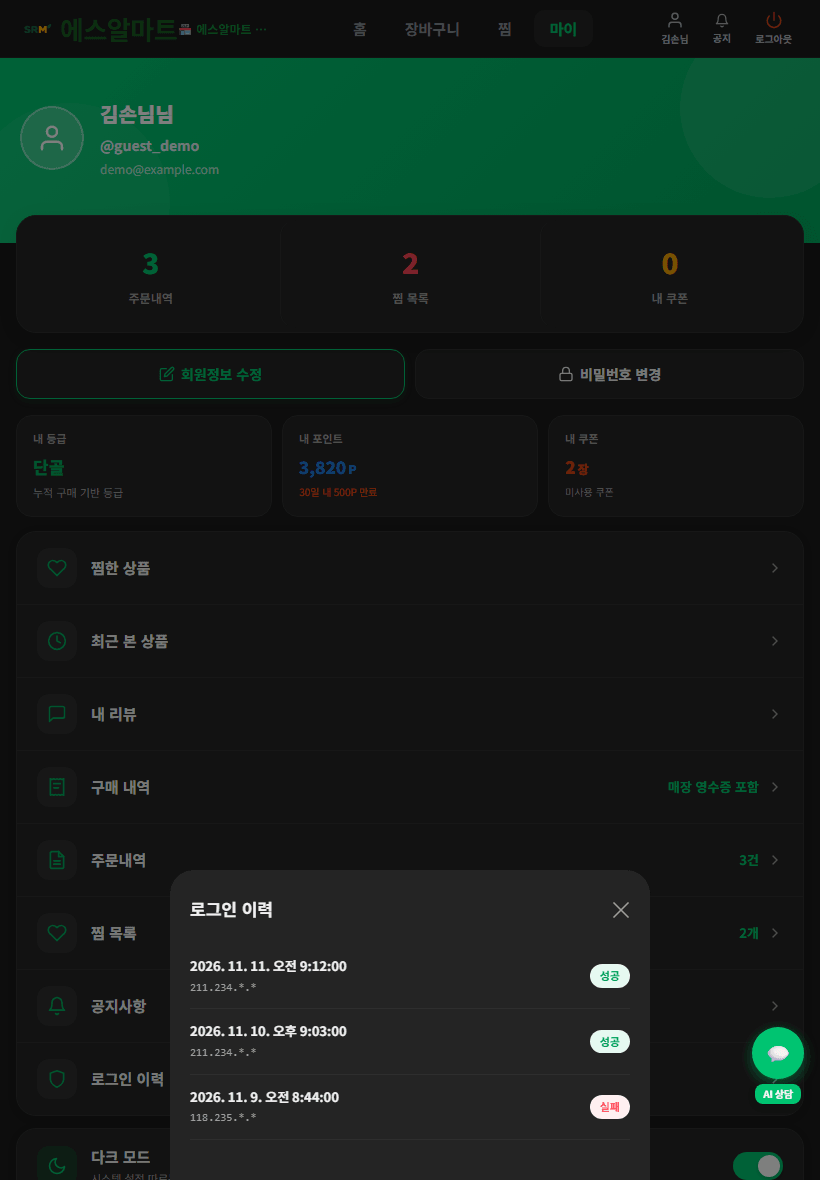 SRM 에스알마트 에스알마트 ···
홈 장바구니 찜 마이
김손님 공지 로그아웃
김손님님
@guest_demo
demo@example.com
3 2 0
주문내역 찜 목록 내 쿠폰
회원정보 수정 비밀번호 변경
내 등급 내 포인트 내 쿠폰
단골 3,820 P 2 장
누적 구매 기반 등급 30일 내 500P 만료 미사용 쿠폰
찜한 상품
최근 본 상품
내 리뷰
구매 내역 매장 영수증 포함
주문내역 3건
찜 목록 2개
공지사항
로그인 이력
로그인 이력
2026. 11. 11. 오전 9:12:00 성공
211.234.*.*
2026. 11. 10. 오후 9:03:00 성공
211.234.*.*
2026. 11. 9. 오전 8:44:00 실패
118.235.*.*
AI 상담
다크 모드